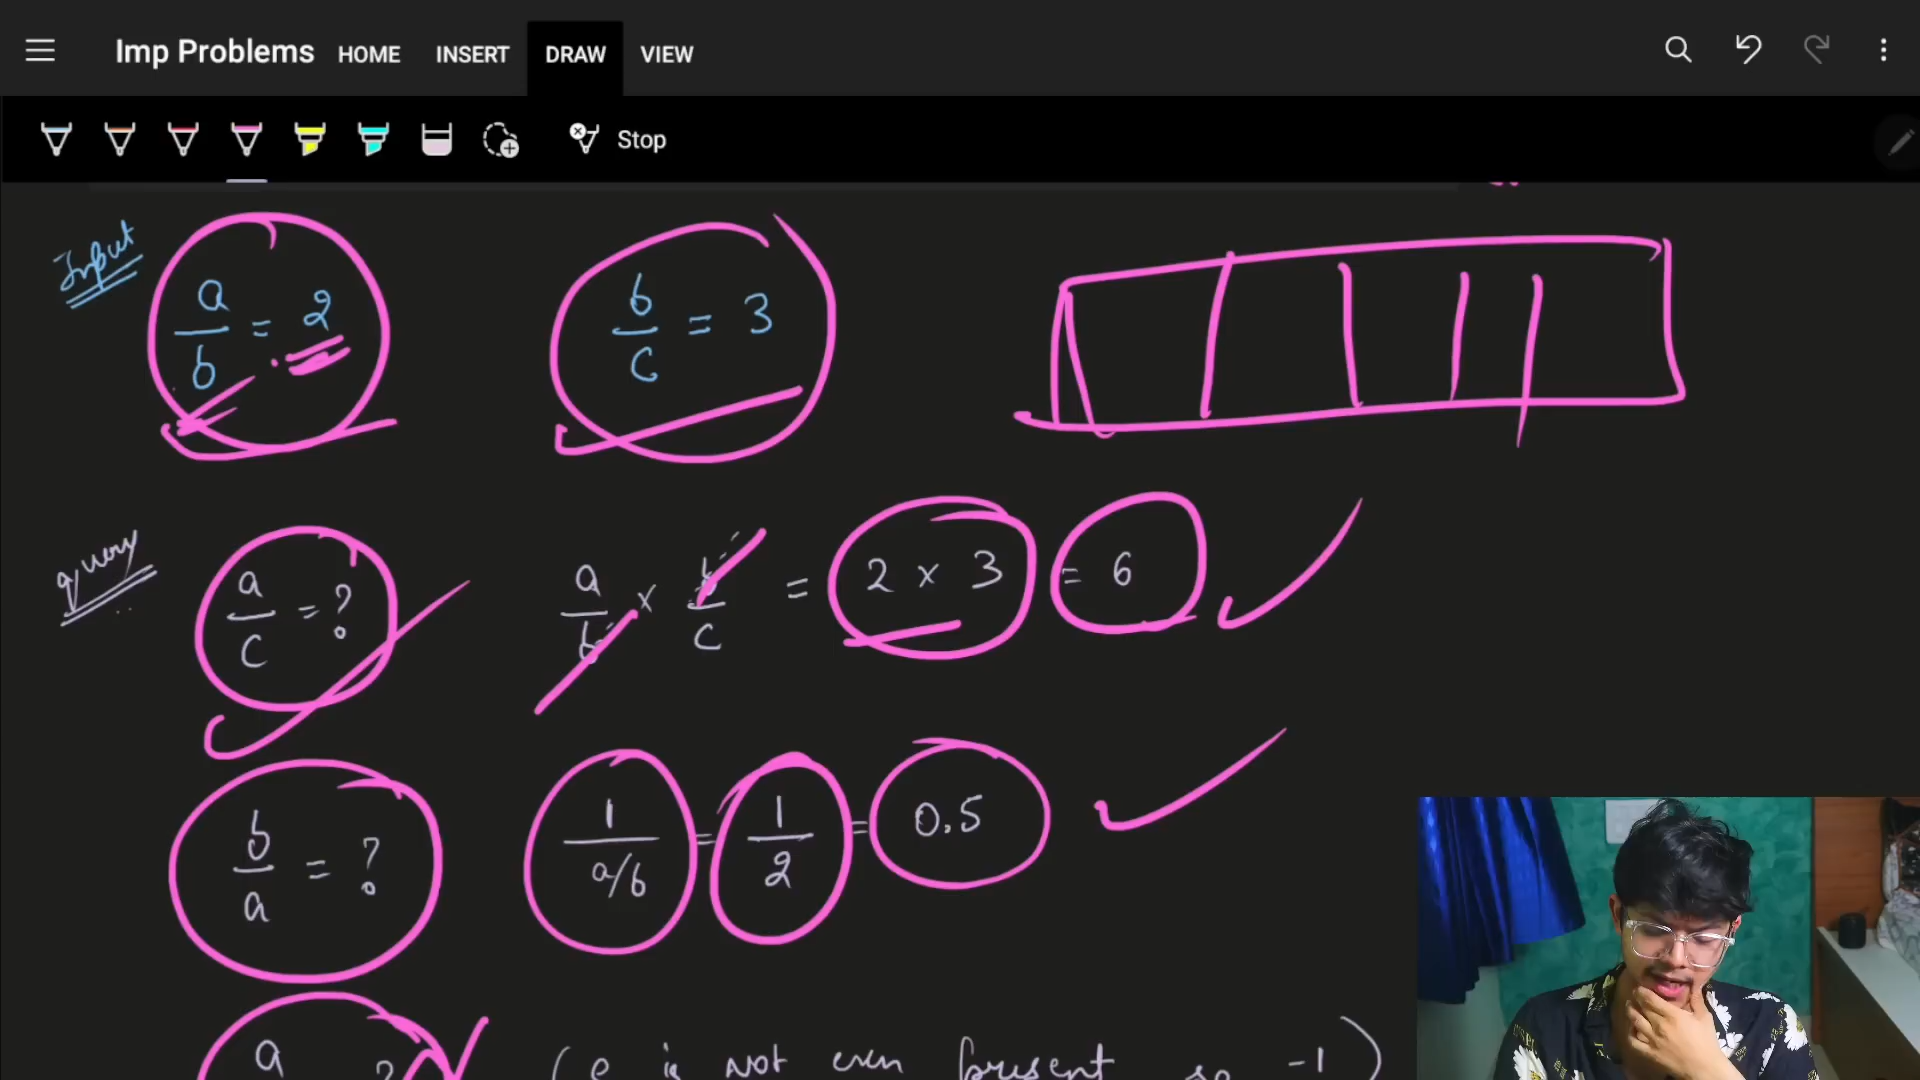 Imp Problems HOME INSERT DRAW VIEW
Stop
Input
a/b = 2
b/c = 3
query
a/c = ?
a/b × b/c = 2 × 3 = 6
b/a = ?
1/(a/b) = 1/2 = 0.5
a ?
(e is not even present so -1)